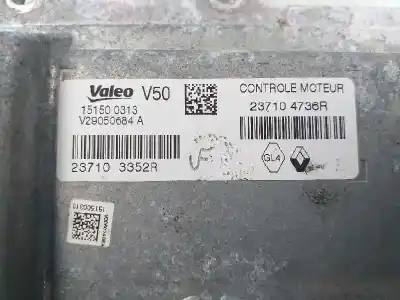 Valeo V50
15150 0313
V29050684 A
23710 3352R
CONTROLE MOTEUR
23710 4736R
GL4